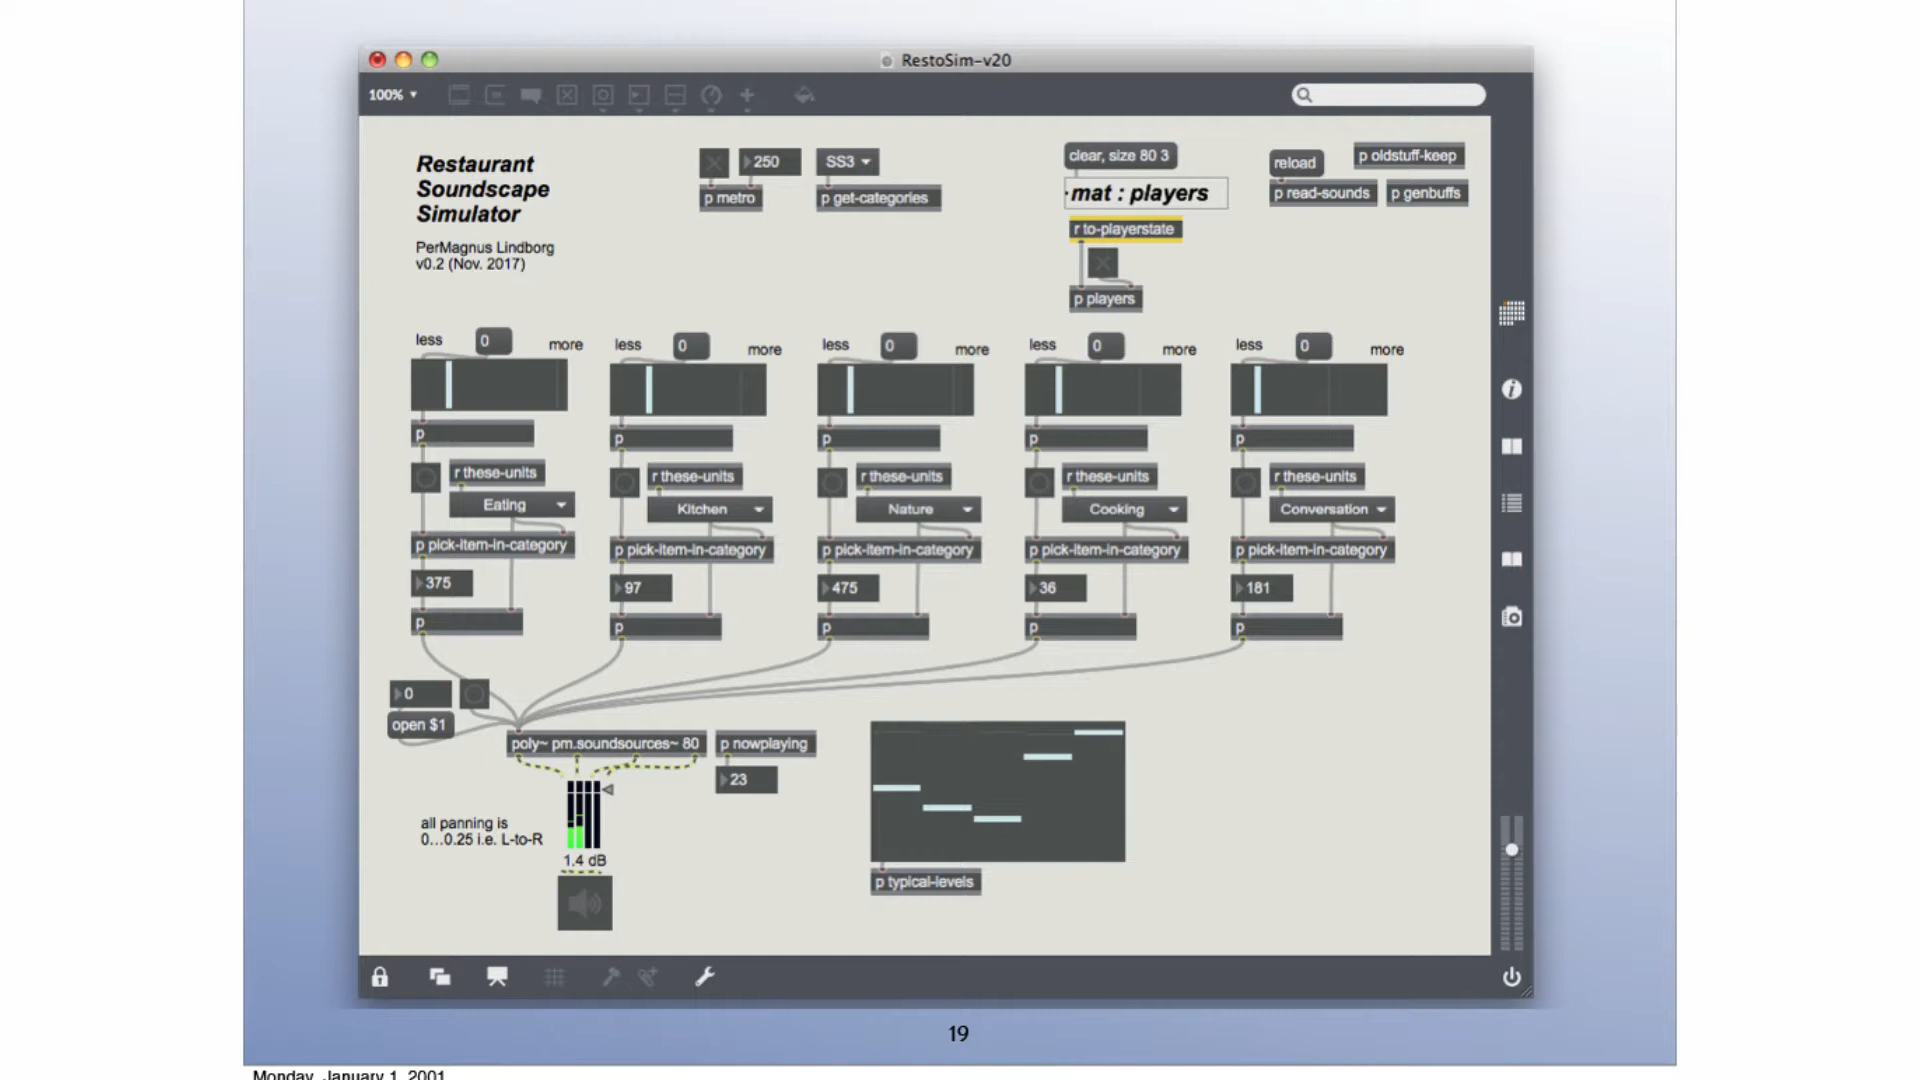 RestoSim-v20
100%
Restaurant
Soundscape
Simulator
PerMagnus Lindborg
v0.2 (Nov. 2017)
250
SS3
p metro
p get-categories
clear, size 80 3
mat : players
r to-playerstate
p players
reload
p oldstuff-keep
p read-sounds
p genbuffs
less 0 more
less 0 more
less 0 more
less 0 more
less 0 more
p
p
p
p
p
r these-units
r these-units
r these-units
r these-units
r these-units
Eating
Kitchen
Nature
Cooking
Conversation
p pick-item-in-category
p pick-item-in-category
p pick-item-in-category
p pick-item-in-category
p pick-item-in-category
375
97
475
36
181
p
p
p
p
p
0
open $1
poly~ pm.soundsources~ 80
p nowplaying
23
all panning is
0...0.25 i.e. L-to-R
1.4 dB
p typical-levels
19
Monday, January 1, 2001